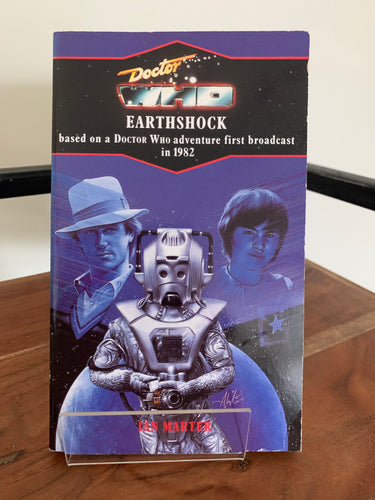 Doctor
WHO
EARTHSHOCK
based on a DOCTOR WHO adventure first broadcast
in 1982
IAN MARTER